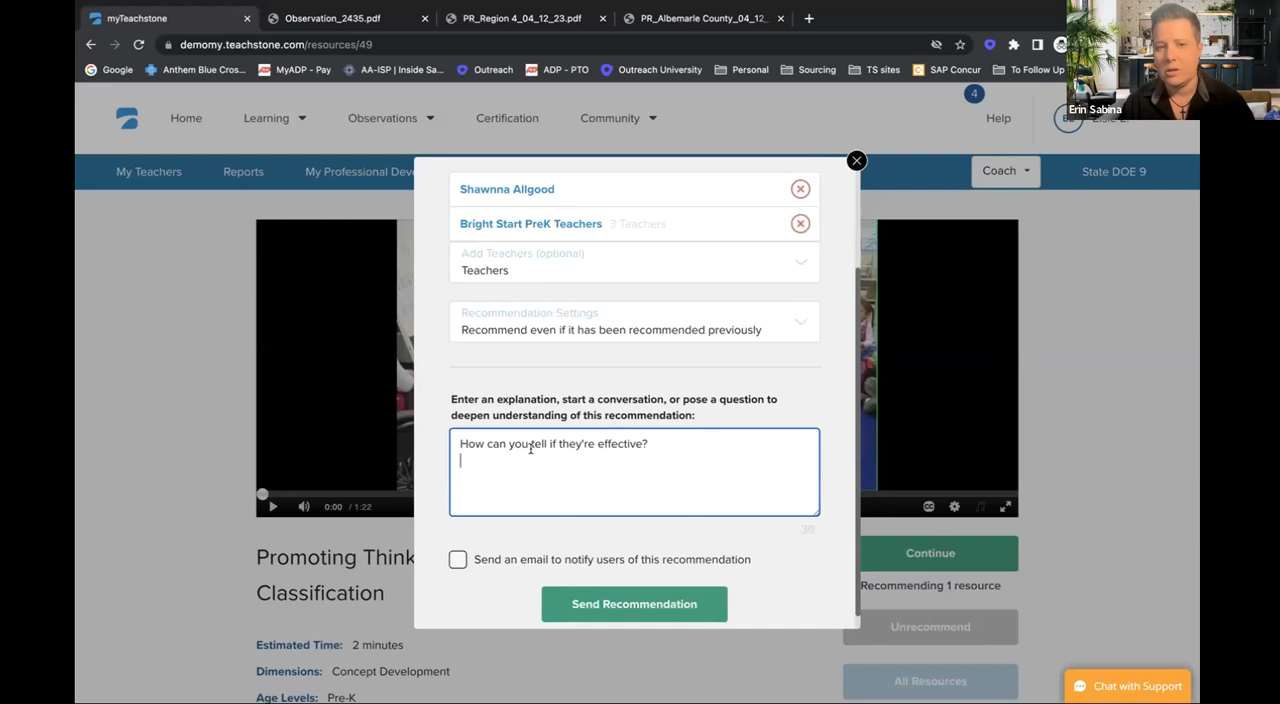 myTeachstone
Observation_2435.pdf
PR_Region 4_04_12_23.pdf
PR_Albemarle County_04_12_
demomy.teachstone.com/resources/49
Google
Anthem Blue Cros...
MyADP - Pay
AA-ISP | Inside Sa...
Outreach
ADP - PTO
Outreach University
Personal
Sourcing
TS sites
SAP Concur
To Follow Up
Erin Sabina
4
Home
Learning
Observations
Certification
Community
Help
My Teachers
Reports
My Professional Deve
Coach
State DOE 9
Shawnna Allgood
Bright Start PreK Teachers 3 Teachers
Add Teachers (optional)
Teachers
Recommendation Settings
Recommend even if it has been recommended previously
Enter an explanation, start a conversation, or pose a question to
deepen understanding of this recommendation:
How can you tell if they're effective?
39
Send an email to notify users of this recommendation
Send Recommendation
0:00 / 1:22
CC
Promoting Think
Classification
Estimated Time: 2 minutes
Dimensions: Concept Development
Age Levels: Pre-K
Continue
Recommending 1 resource
Unrecommend
All Resources
Chat with Support